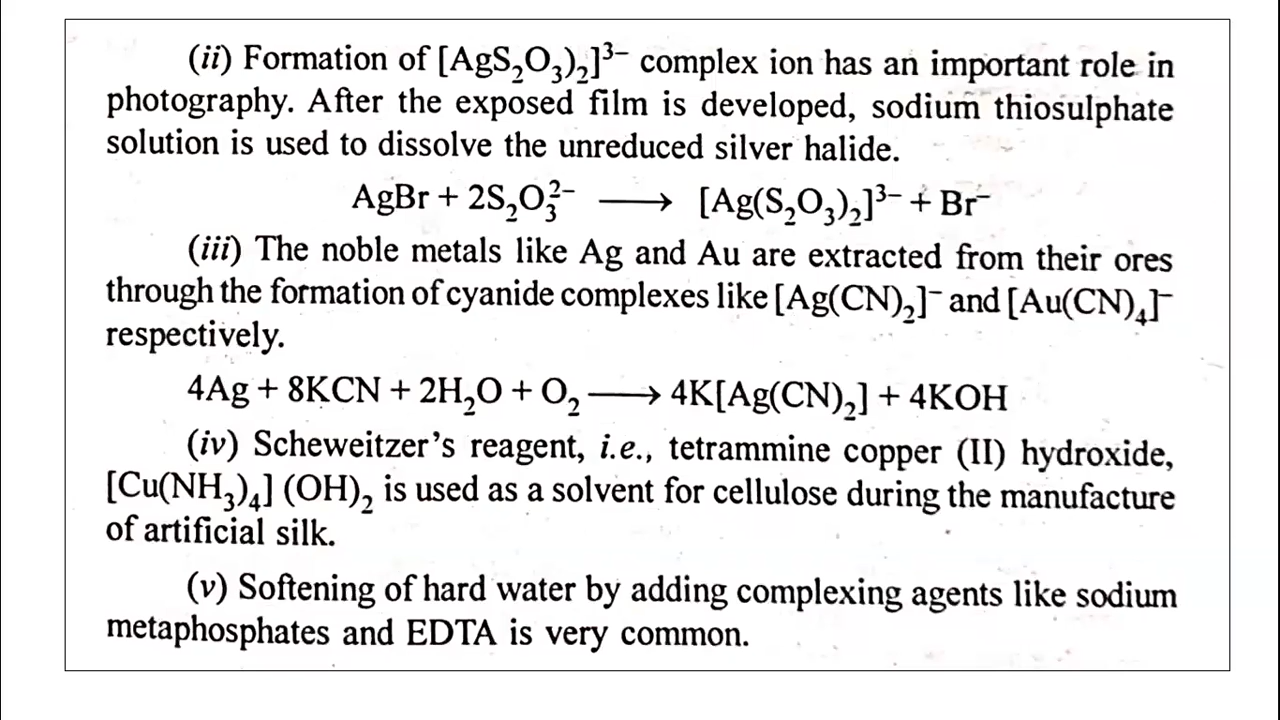 (ii) Formation of [AgS₂O₃)₂]³⁻ complex ion has an important role in
photography. After the exposed film is developed, sodium thiosulphate
solution is used to dissolve the unreduced silver halide.
AgBr + 2S₂O₃²⁻ ⟶ [Ag(S₂O₃)₂]³⁻ + Br⁻
(iii) The noble metals like Ag and Au are extracted from their ores
through the formation of cyanide complexes like [Ag(CN)₂]⁻ and [Au(CN)₄]⁻
respectively.
4Ag + 8KCN + 2H₂O + O₂ ⟶ 4K[Ag(CN)₂] + 4KOH
(iv) Scheweitzer's reagent, i.e., tetrammine copper (II) hydroxide,
[Cu(NH₃)₄] (OH)₂ is used as a solvent for cellulose during the manufacture
of artificial silk.
(v) Softening of hard water by adding complexing agents like sodium
metaphosphates and EDTA is very common.